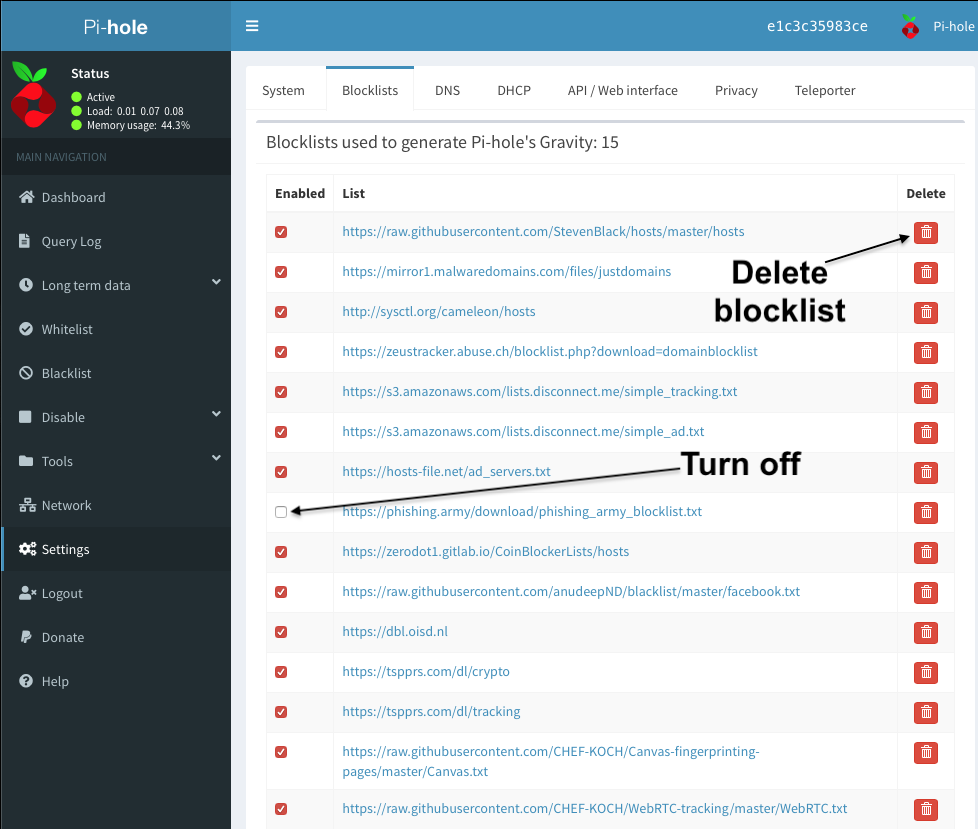 Pi-hole
e1c3c35983ce
Pi-hole
Status
Active
Load: 0.01 0.07 0.08
Memory usage: 44.3%
MAIN NAVIGATION
Dashboard
Query Log
Long term data
Whitelist
Blacklist
Disable
Tools
Network
Settings
Logout
Donate
Help
System Blocklists DNS DHCP API / Web interface Privacy Teleporter
Blocklists used to generate Pi-hole's Gravity: 15
Enabled List Delete
https://raw.githubusercontent.com/StevenBlack/hosts/master/hosts
https://mirror1.malwaredomains.com/files/justdomains
Delete
blocklist
http://sysctl.org/cameleon/hosts
https://zeustracker.abuse.ch/blocklist.php?download=domainblocklist
https://s3.amazonaws.com/lists.disconnect.me/simple_tracking.txt
https://s3.amazonaws.com/lists.disconnect.me/simple_ad.txt
https://hosts-file.net/ad_servers.txt
Turn off
https://phishing.army/download/phishing_army_blocklist.txt
https://zerodot1.gitlab.io/CoinBlockerLists/hosts
https://raw.githubusercontent.com/anudeepND/blacklist/master/facebook.txt
https://dbl.oisd.nl
https://tspprs.com/dl/crypto
https://tspprs.com/dl/tracking
https://raw.githubusercontent.com/CHEF-KOCH/Canvas-fingerprinting-
pages/master/Canvas.txt
https://raw.githubusercontent.com/CHEF-KOCH/WebRTC-tracking/master/WebRTC.txt